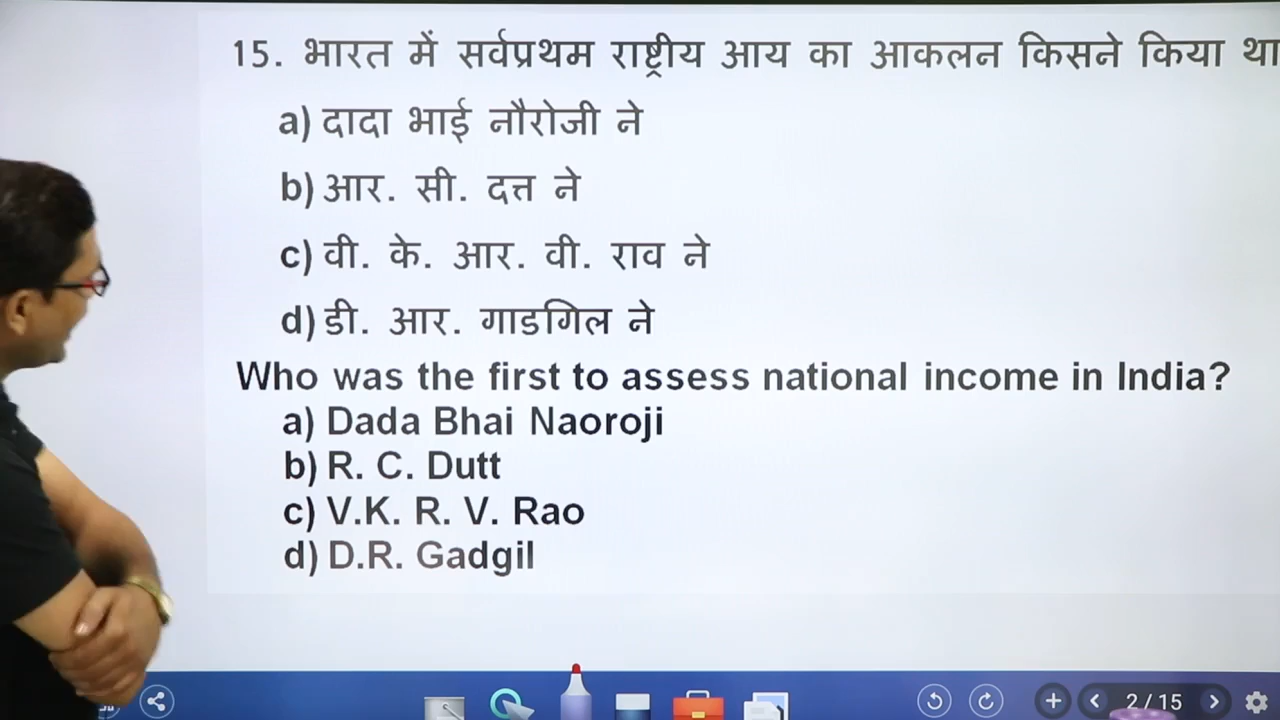 15. भारत में सर्वप्रथम राष्ट्रीय आय का आकलन किसने किया था
a) दादा भाई नौरोजी ने
b) आर. सी. दत्त ने
c) वी. के. आर. वी. राव ने
d) डी. आर. गाडगिल ने
Who was the first to assess national income in India?
a) Dada Bhai Naoroji
b) R. C. Dutt
c) V.K. R. V. Rao
d) D.R. Gadgil
2 / 15